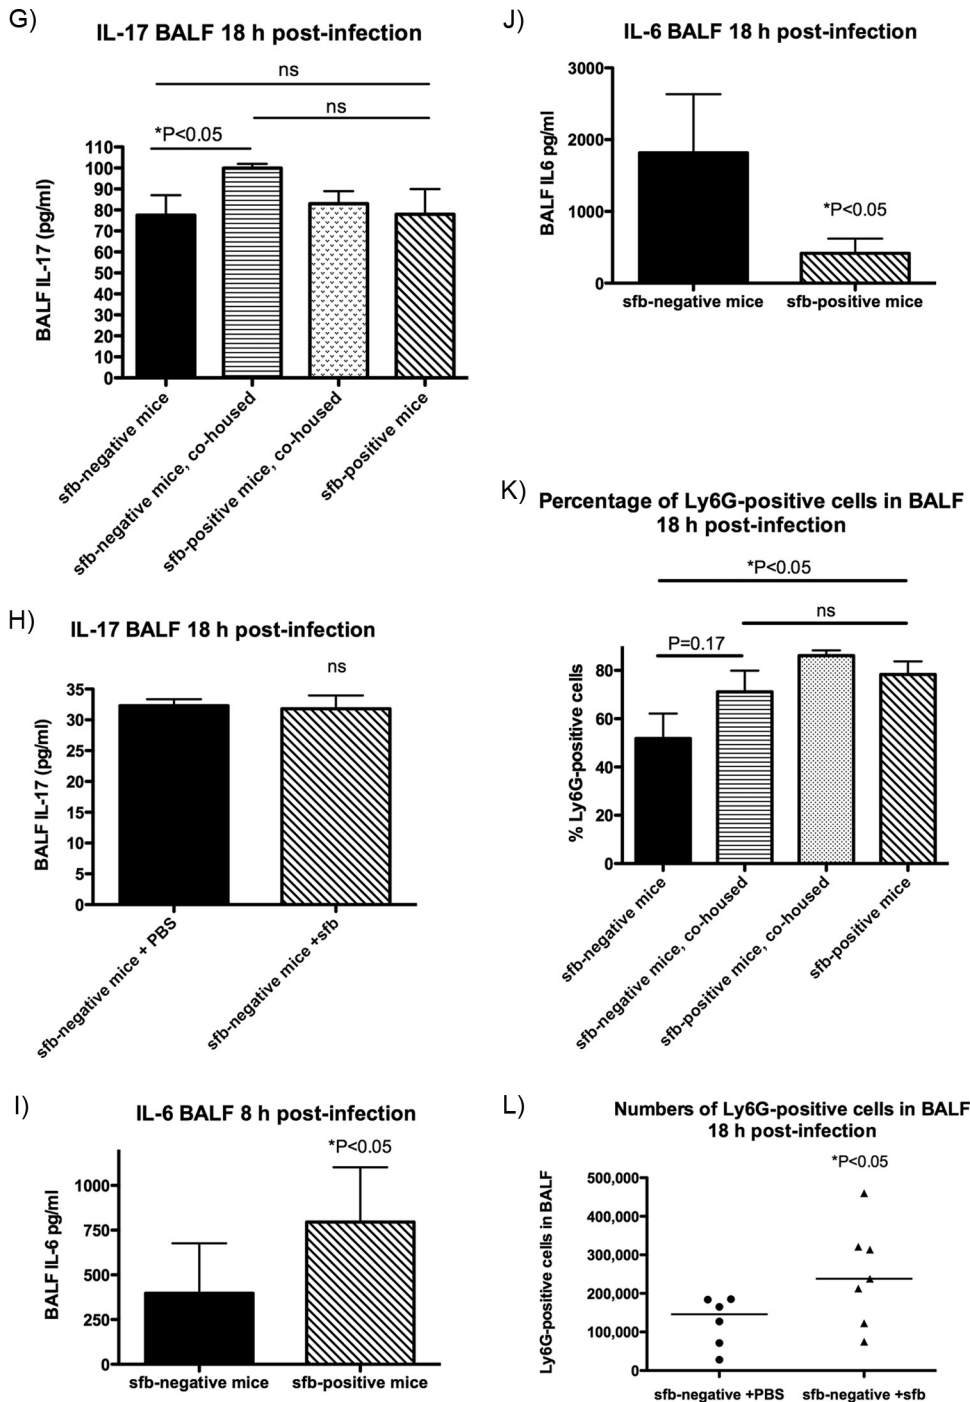 G)
IL-17 BALF 18 h post-infection
ns
ns
*P<0.05
BALF IL-17 (pg/ml)
110
100
90
80
70
60
50
40
30
20
10
0
sfb-negative mice
sfb-negative mice, co-housed
sfb-positive mice, co-housed
sfb-positive mice
H)
IL-17 BALF 18 h post-infection
ns
BALF IL-17 (pg/ml)
35
30
25
20
15
10
5
0
sfb-negative mice + PBS
sfb-negative mice +sfb
I)
IL-6 BALF 8 h post-infection
*P<0.05
BALF IL-6 pg/ml
1000
750
500
250
0
sfb-negative mice
sfb-positive mice
J)
IL-6 BALF 18 h post-infection
BALF IL6 pg/ml
3000
2000
1000
0
*P<0.05
sfb-negative mice
sfb-positive mice
K)
Percentage of Ly6G-positive cells in BALF
18 h post-infection
*P<0.05
ns
P=0.17
% Ly6G-positive cells
80
60
40
20
0
sfb-negative mice
sfb-negative mice, co-housed
sfb-positive mice, co-housed
sfb-positive mice
L)
Numbers of Ly6G-positive cells in BALF
18 h post-infection
*P<0.05
Ly6G-positive cells in BALF
500,000
400,000
300,000
200,000
100,000
0
sfb-negative +PBS
sfb-negative +sfb